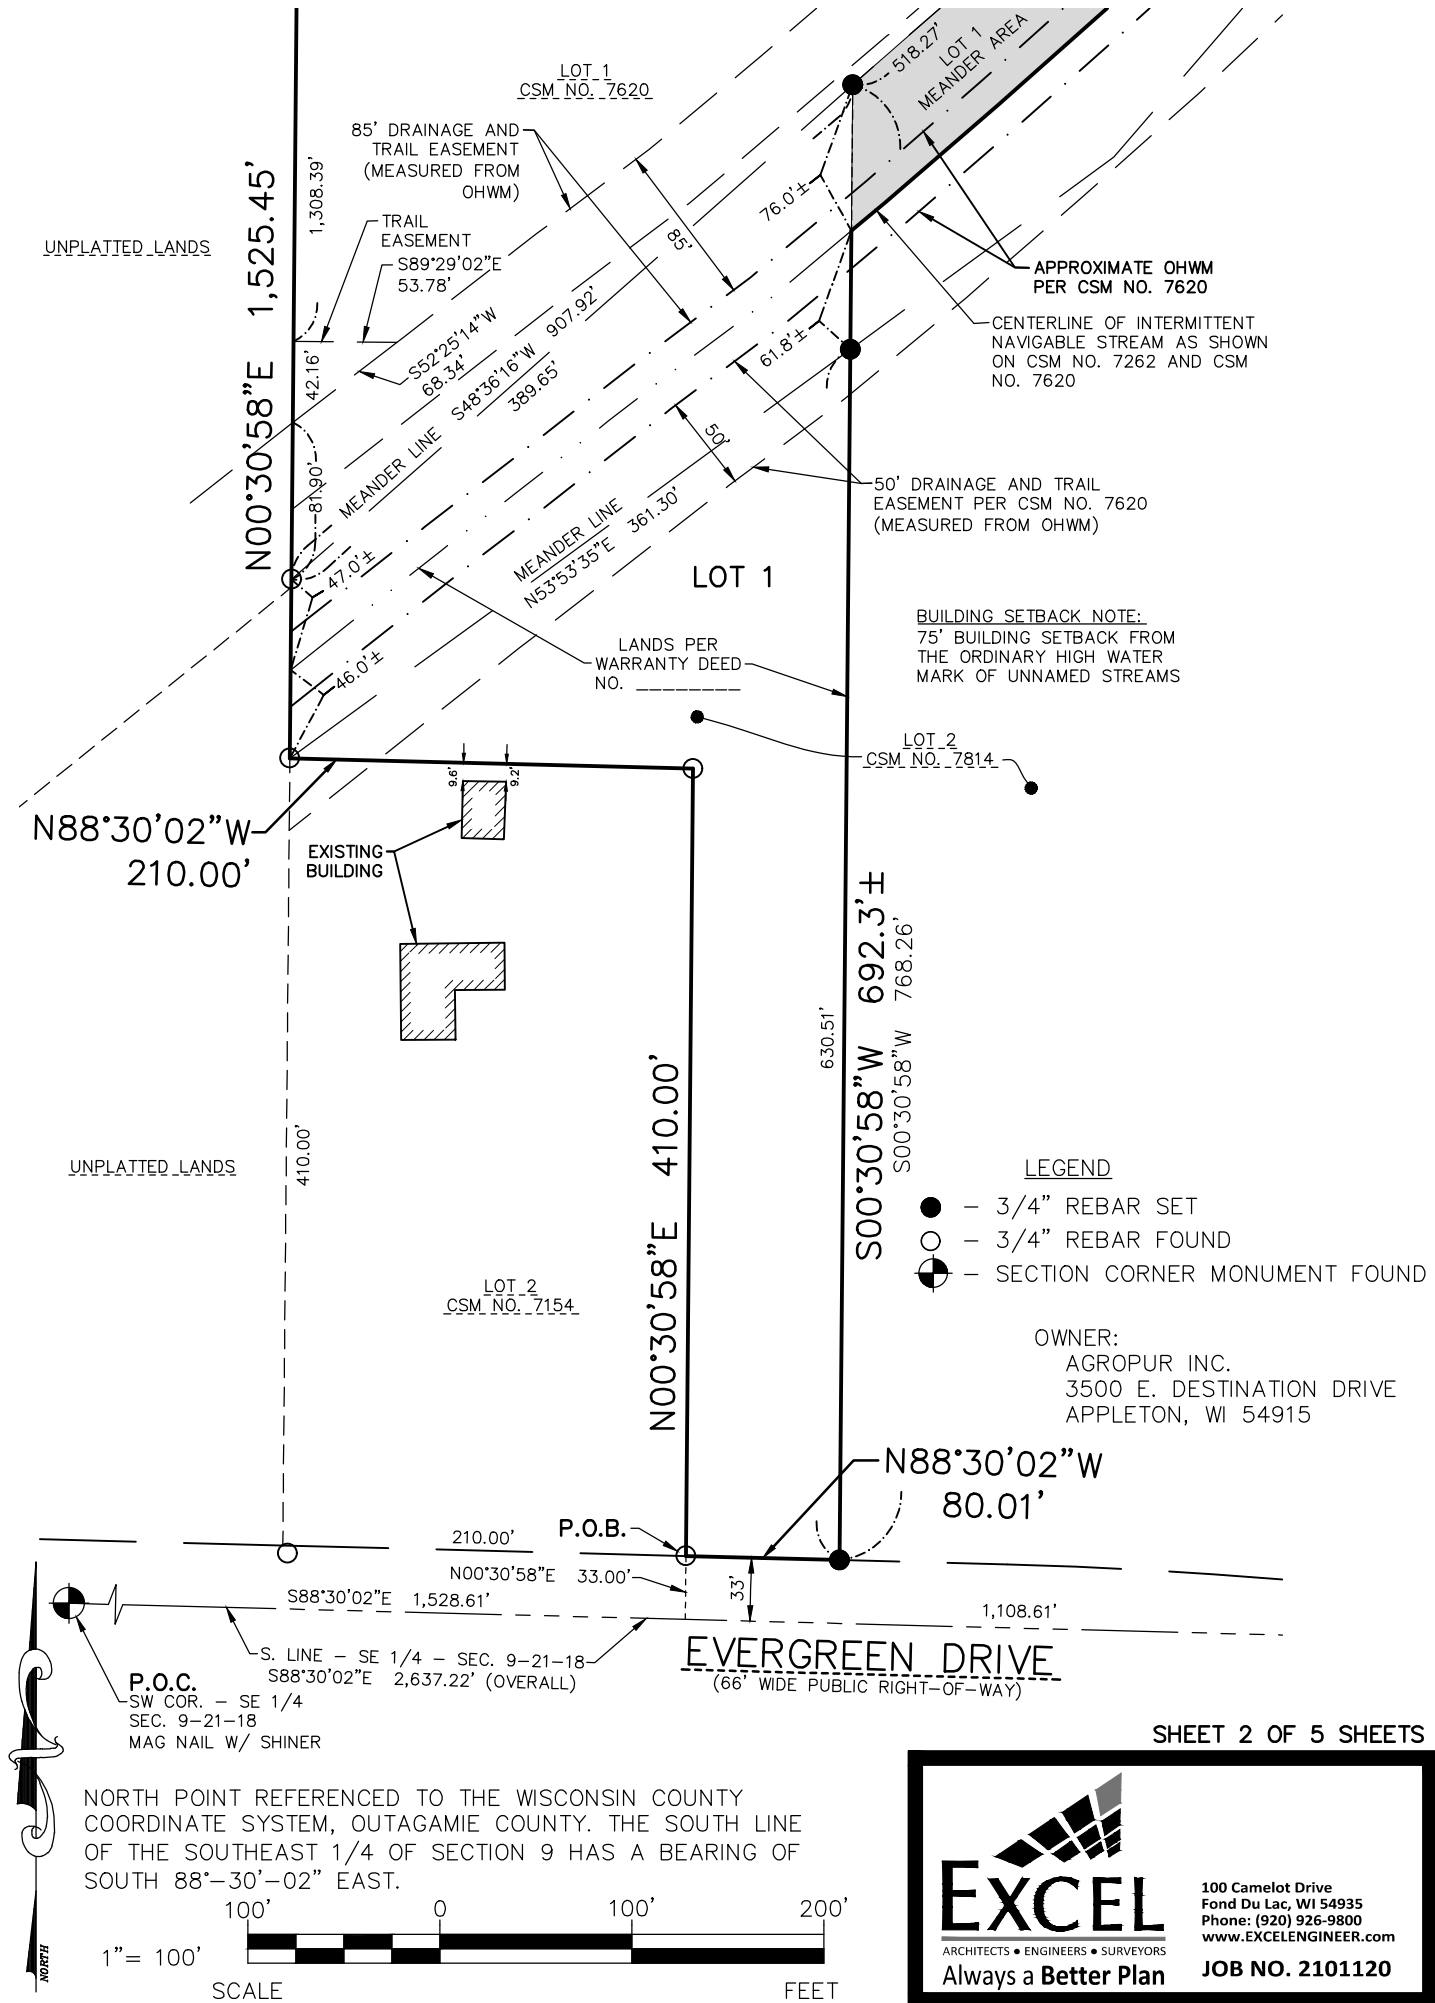 518.27'
LOT 1
MEANDER AREA
LOT 1
CSM NO. 7620
85' DRAINAGE AND
TRAIL EASEMENT
(MEASURED FROM
OHWM)
N00°30'58"E 1,525.45'
1,308.39'
76.0'±
85'
UNPLATTED LANDS
TRAIL
EASEMENT
S89°29'02"E
53.78'
APPROXIMATE OHWM
PER CSM NO. 7620
CENTERLINE OF INTERMITTENT
NAVIGABLE STREAM AS SHOWN
ON CSM NO. 7262 AND CSM
NO. 7620
42.16'
S52°25'14"W
68.34'
MEANDER LINE S48°36'16"W 907.92'
389.65'
61.8'±
50'
81.90'
50' DRAINAGE AND TRAIL
EASEMENT PER CSM NO. 7620
(MEASURED FROM OHWM)
MEANDER LINE
N53°53'35"E 361.30'
47.0'±
LOT 1
BUILDING SETBACK NOTE:
75' BUILDING SETBACK FROM
THE ORDINARY HIGH WATER
MARK OF UNNAMED STREAMS
46.0'±
LANDS PER
WARRANTY DEED
NO. _________
LOT 2
CSM NO. 7814
9.6'
9.2'
N88°30'02"W
210.00'
EXISTING
BUILDING
630.51'
S00°30'58"W 692.3'±
S00°30'58"W 768.26'
N00°30'58"E 410.00'
410.00'
UNPLATTED LANDS
LEGEND
– 3/4" REBAR SET
– 3/4" REBAR FOUND
– SECTION CORNER MONUMENT FOUND
LOT 2
CSM NO. 7154
OWNER:
AGROPUR INC.
3500 E. DESTINATION DRIVE
APPLETON, WI 54915
N88°30'02"W
80.01'
210.00'
P.O.B.
N00°30'58"E 33.00'
33'
S88°30'02"E 1,528.61'
1,108.61'
S. LINE – SE 1/4 – SEC. 9–21–18
S88°30'02"E 2,637.22' (OVERALL)
EVERGREEN DRIVE
(66' WIDE PUBLIC RIGHT–OF–WAY)
P.O.C.
SW COR. – SE 1/4
SEC. 9–21–18
MAG NAIL W/ SHINER
SHEET 2 OF 5 SHEETS
NORTH POINT REFERENCED TO THE WISCONSIN COUNTY
COORDINATE SYSTEM, OUTAGAMIE COUNTY. THE SOUTH LINE
OF THE SOUTHEAST 1/4 OF SECTION 9 HAS A BEARING OF
SOUTH 88°–30'–02" EAST.
NORTH
100' 0 100' 200'
1"= 100'
SCALE FEET
EXCEL
ARCHITECTS • ENGINEERS • SURVEYORS
Always a Better Plan
100 Camelot Drive
Fond Du Lac, WI 54935
Phone: (920) 926-9800
www.EXCELENGINEER.com
JOB NO. 2101120